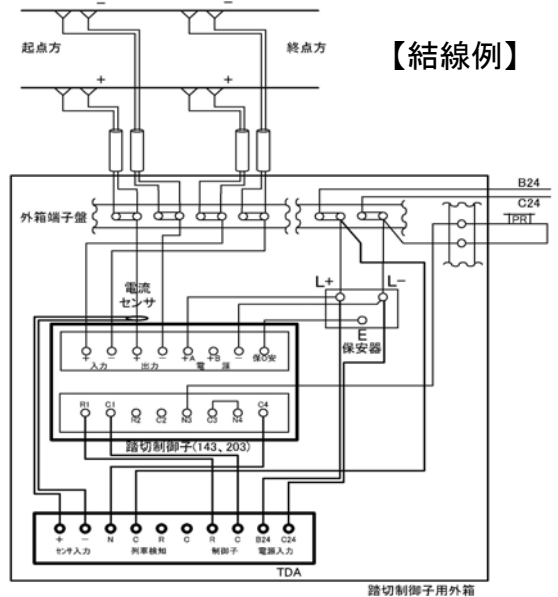 − −
起点方 終点方 【結線例】
+ +
B24
C24
TPR
外箱端子盤
電流
センサ
L+ L-
E
保安器
+ − + − +A +B − 保安
入力 出力 電源
R1 C1 R2 C2 N3 C3 N4 C4
踏切制御子(143、203)
+ − N C R C R C B24 C24
センサ入力 列車検知 制御子 電源入力
TDA
踏切制御子用外箱